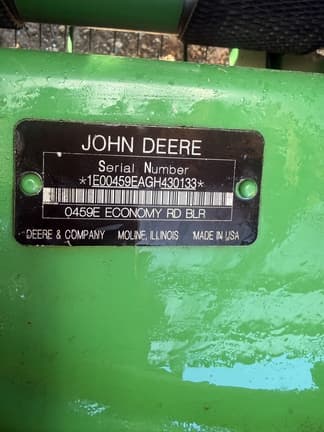 JOHN DEERE
Serial Number
*1E00459EAGH430133*
0459E ECONOMY RD BLR
DEERE & COMPANY MOLINE, ILLINOIS MADE IN USA